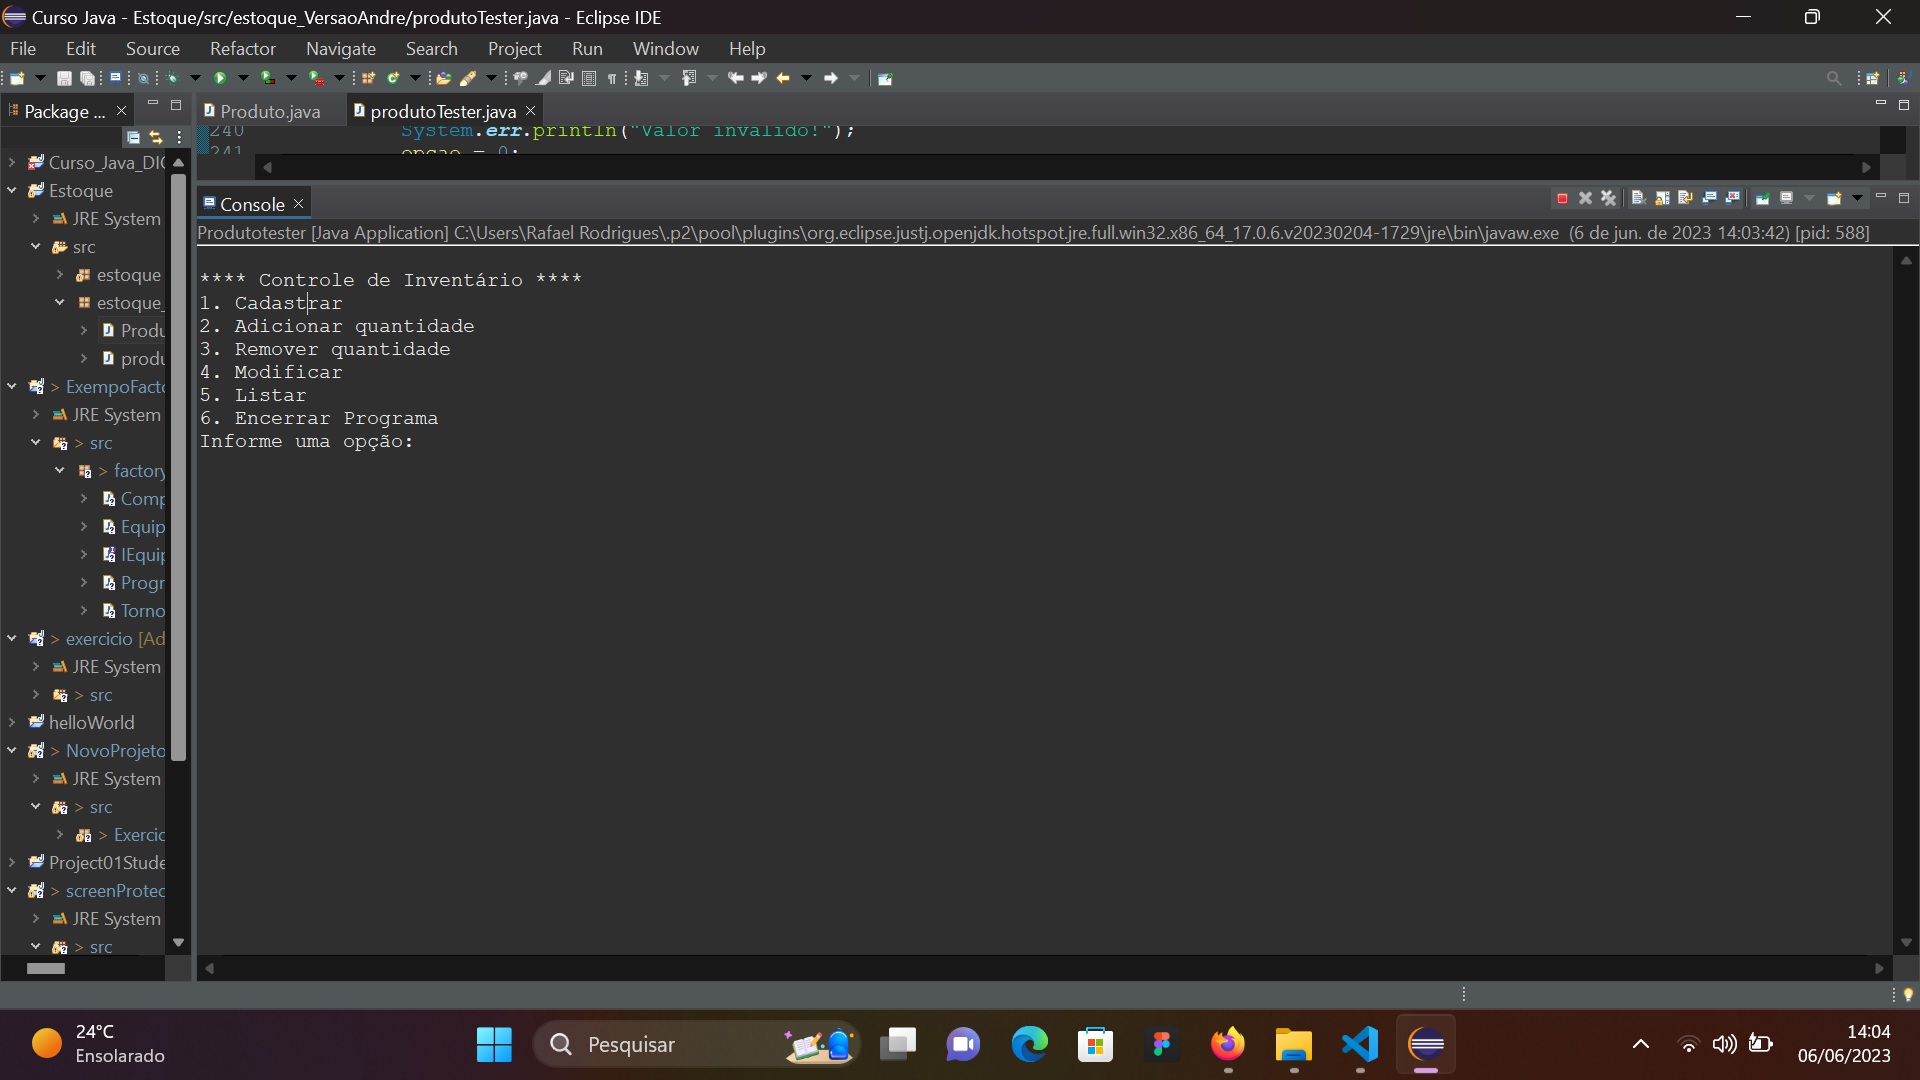 Curso Java - Estoque/src/estoque_VersaoAndre/produtoTester.java - Eclipse IDE
File Edit Source Refactor Navigate Search Project Run Window Help
Package ...
Produto.java
produtoTester.java
240 System.err.println("Valor invalido!");
241 opcao = 0;
Curso_Java_DIO
Estoque
JRE System
src
estoque
estoque_
Produ
produ
> ExempoFacto
JRE System
> src
> factory
Comp
Equip
IEquip
Progr
Torno
> exercicio [Ad
JRE System
> src
helloWorld
> NovoProjeto
JRE System
> src
> Exercic
Project01Stude
> screenProtec
JRE System
> src
Console
Produtotester [Java Application] C:\Users\Rafael Rodrigues\.p2\pool\plugins\org.eclipse.justj.openjdk.hotspot.jre.full.win32.x86_64_17.0.6.v20230204-1729\jre\bin\javaw.exe (6 de jun. de 2023 14:03:42) [pid: 588]
**** Controle de Inventário ****
1. Cadastrar
2. Adicionar quantidade
3. Remover quantidade
4. Modificar
5. Listar
6. Encerrar Programa
Informe uma opção:
24°C
Ensolarado
Pesquisar
14:04
06/06/2023